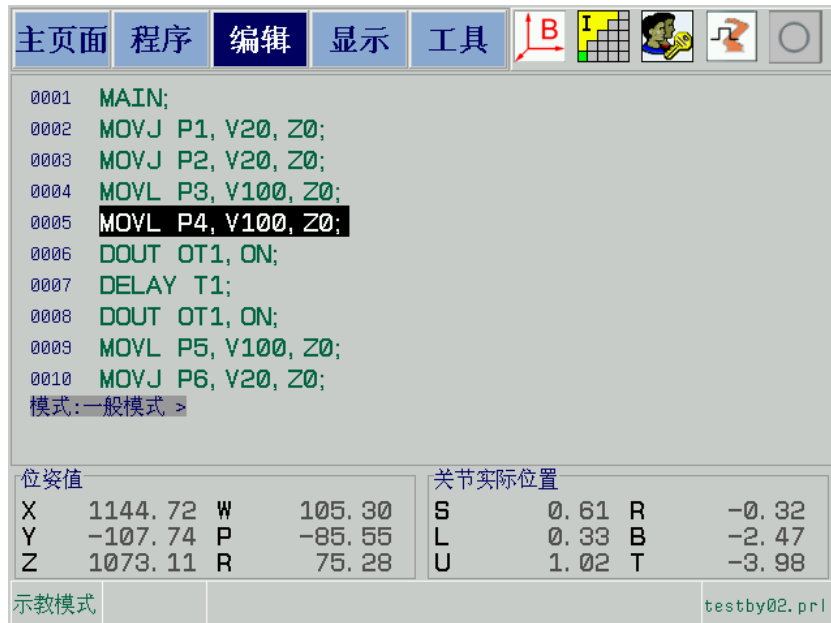 主页面 程序 编辑 显示 工具 B I
0001 MAIN;
0002 MOVJ P1, V20, Z0;
0003 MOVJ P2, V20, Z0;
0004 MOVL P3, V100, Z0;
0005 MOVL P4, V100, Z0;
0006 DOUT OT1, ON;
0007 DELAY T1;
0008 DOUT OT1, ON;
0009 MOVL P5, V100, Z0;
0010 MOVJ P6, V20, Z0;
模式:一般模式 >
位姿值 关节实际位置
X 1144.72 W 105.30 S 0.61 R -0.32
Y -107.74 P -85.55 L 0.33 B -2.47
Z 1073.11 R 75.28 U 1.02 T -3.98
示教模式 testby02.prl